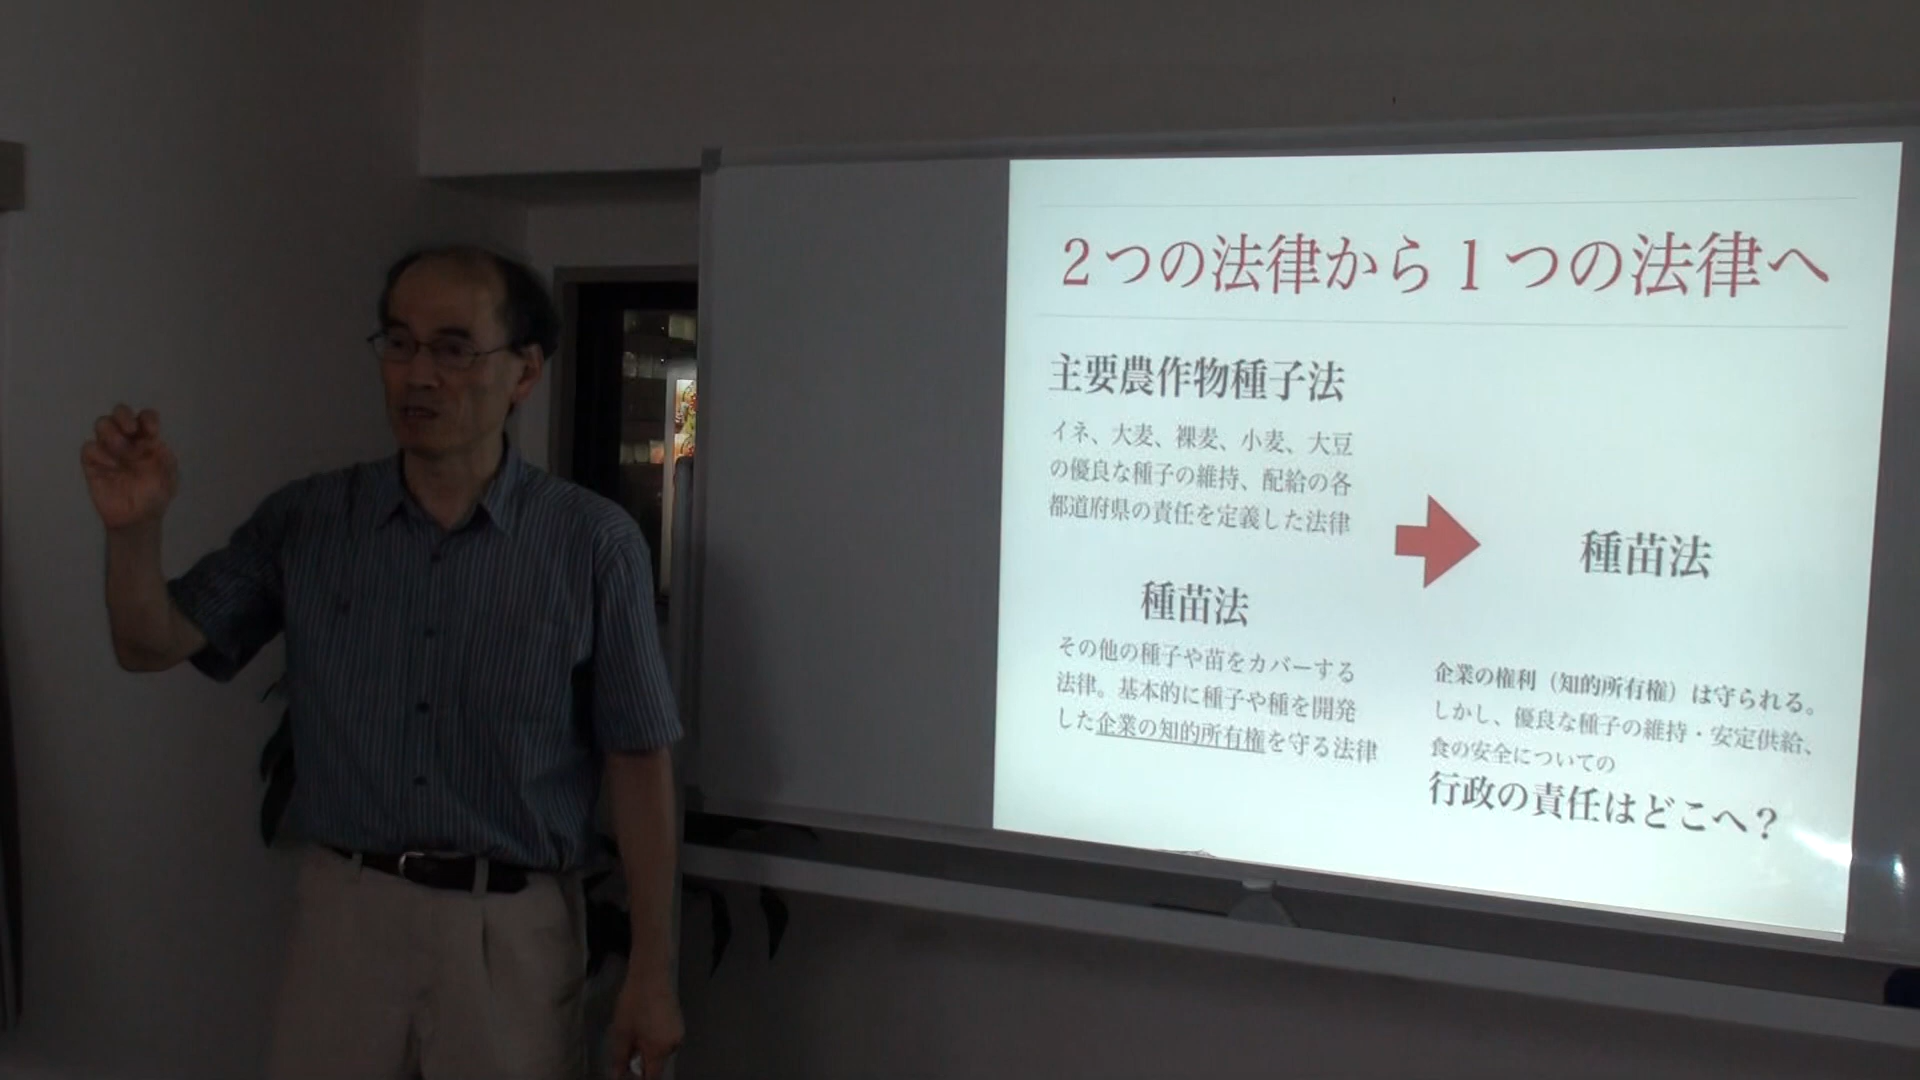 ２つの法律から１つの法律へ
主要農作物種子法
イネ、大麦、裸麦、小麦、大豆
の優良な種子の維持、配給の各
都道府県の責任を定義した法律
種苗法
その他の種子や苗をカバーする
法律。基本的に種子や種を開発
した企業の知的所有権を守る法律
種苗法
企業の権利（知的所有権）は守られる。
しかし、優良な種子の維持・安定供給、
食の安全についての
行政の責任はどこへ？